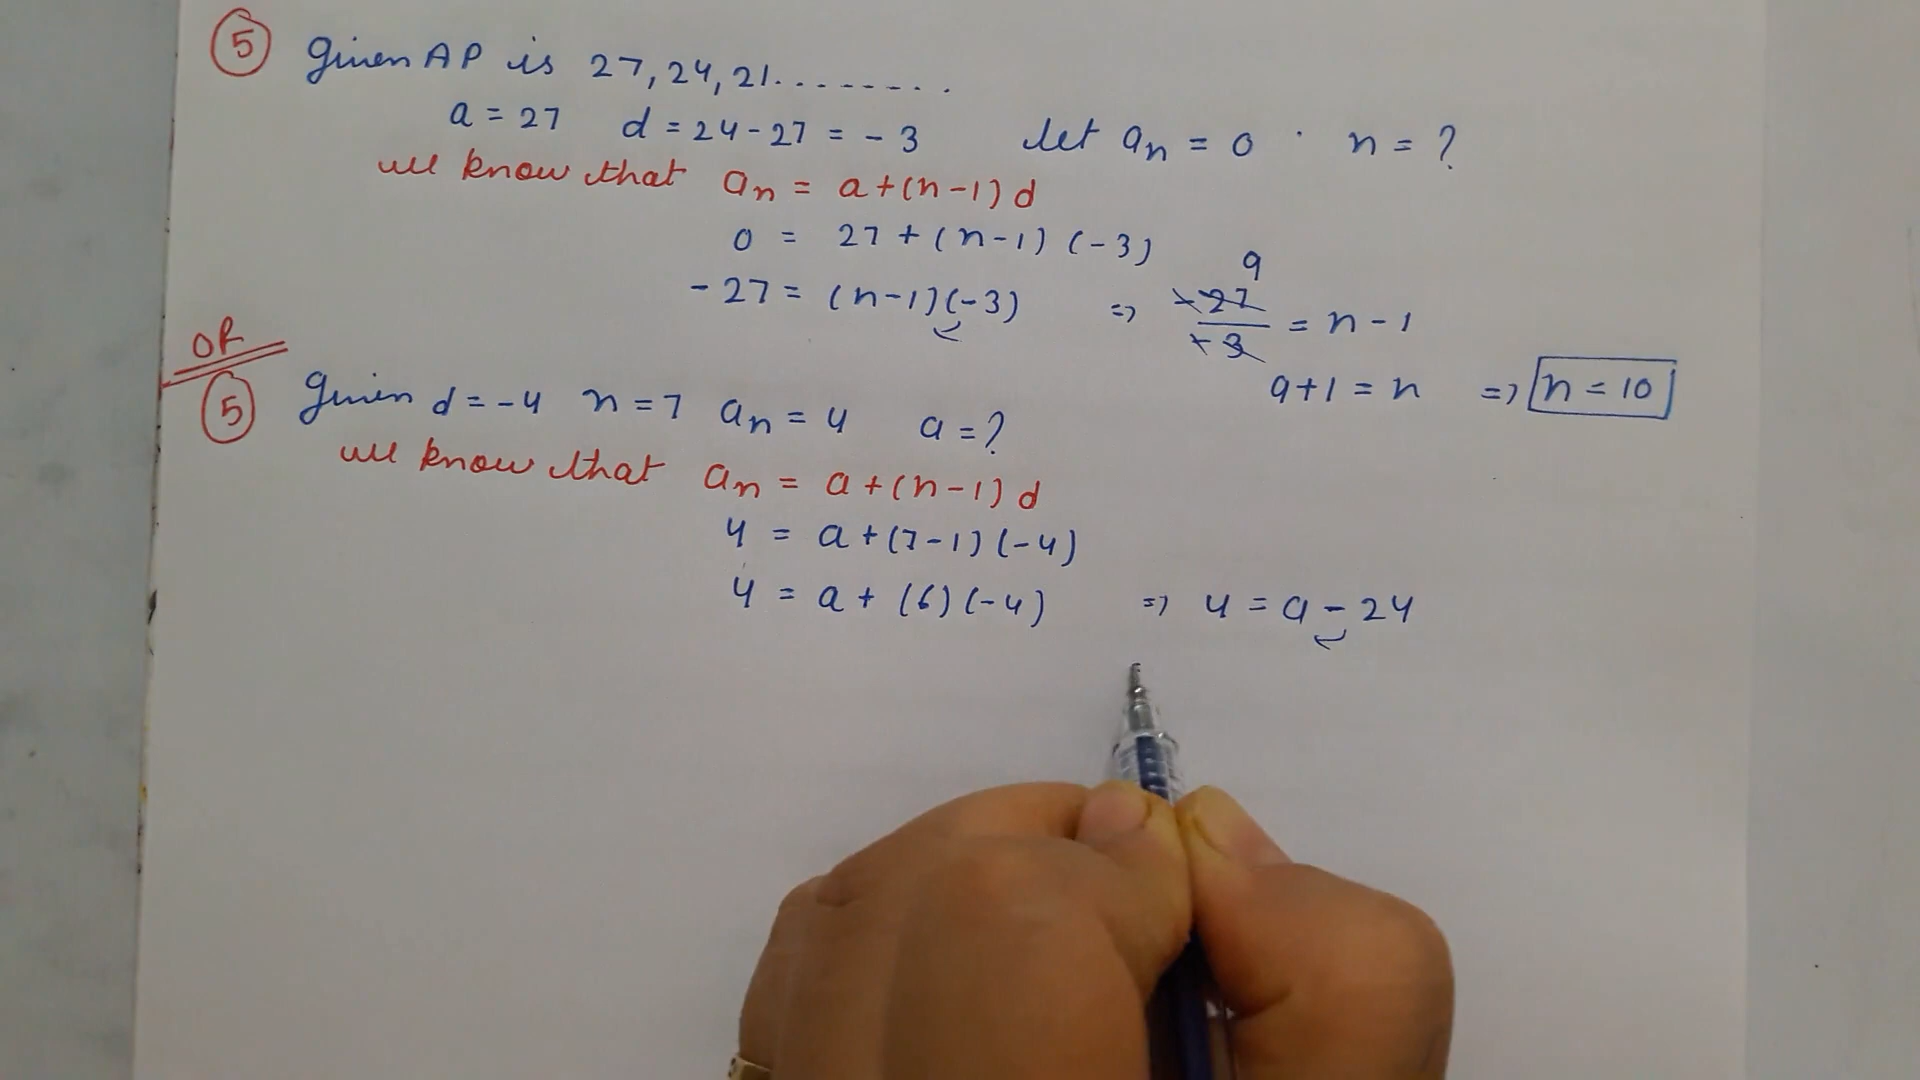 5 Given AP is 27, 24, 21.........
a = 27 d = 24 - 27 = -3 let aₙ = 0 . n = ?
we know that aₙ = a + (n-1) d
0 = 27 + (n-1) (-3)
-27 = (n-1) (-3) => -27/-3 = n - 1
9
9+1 = n => n = 10
OR
5 Given d = -4 n = 7 aₙ = 4 a = ?
we know that aₙ = a + (n-1) d
4 = a + (7-1) (-4)
4 = a + (6) (-4) => 4 = a - 24